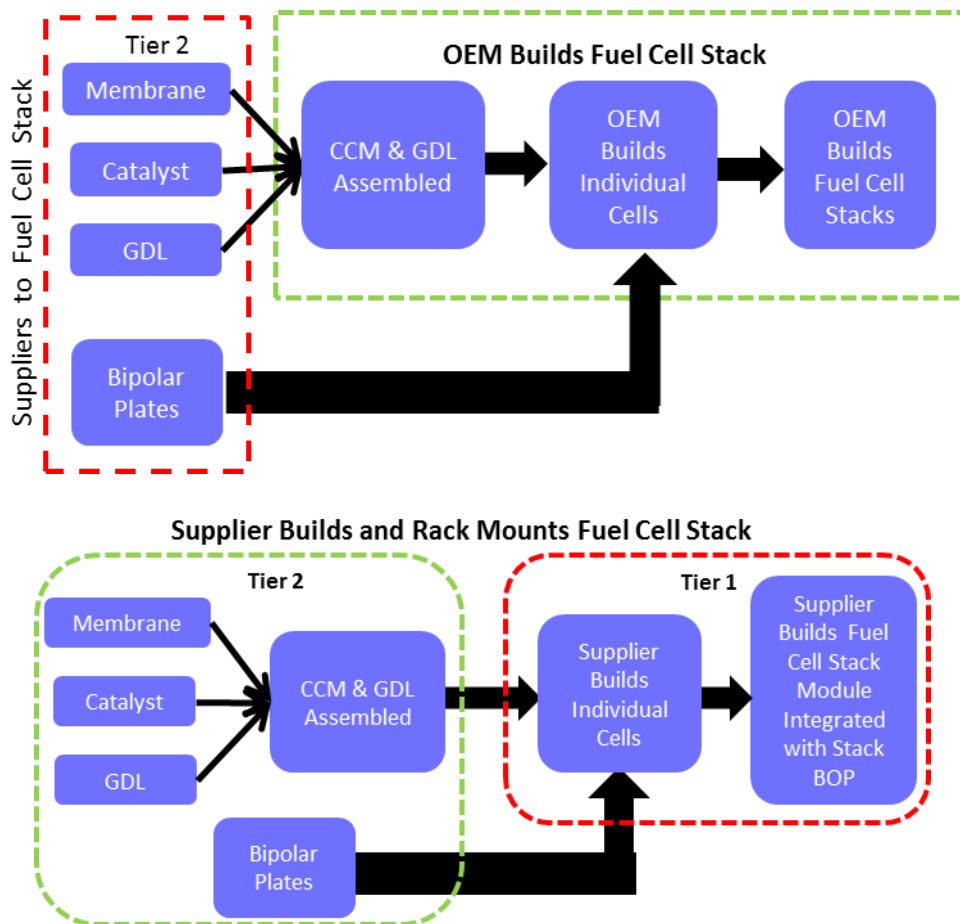 Suppliers to Fuel Cell Stack
Tier 2
Membrane
Catalyst
GDL
Bipolar
Plates
OEM Builds Fuel Cell Stack
CCM & GDL
Assembled
OEM
Builds
Individual
Cells
OEM
Builds
Fuel Cell
Stacks
Supplier Builds and Rack Mounts Fuel Cell Stack
Tier 2
Membrane
Catalyst
GDL
CCM & GDL
Assembled
Bipolar
Plates
Tier 1
Supplier
Builds
Individual
Cells
Supplier
Builds Fuel
Cell Stack
Module
Integrated
with Stack
BOP